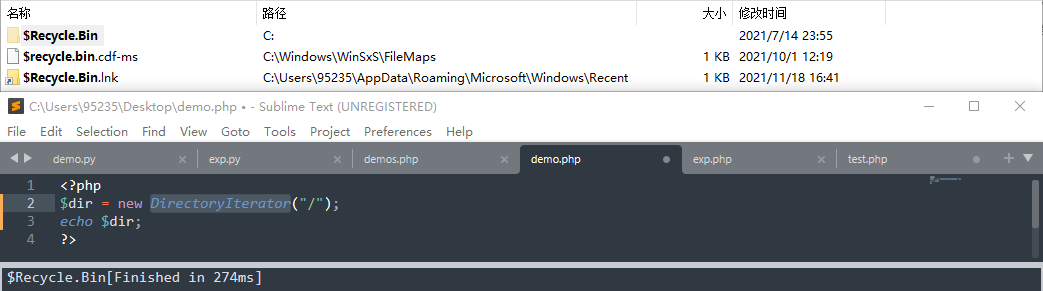 名称 路径 大小 修改时间
$Recycle.Bin C: 2021/7/14 23:55
$recycle.bin.cdf-ms C:\Windows\WinSxS\FileMaps 1 KB 2021/10/1 12:19
$Recycle.Bin.lnk C:\Users\95235\AppData\Roaming\Microsoft\Windows\Recent 1 KB 2021/11/18 16:41
C:\Users\95235\Desktop\demo.php • - Sublime Text (UNREGISTERED)
File Edit Selection Find View Goto Tools Project Preferences Help
demo.py exp.py demos.php demo.php exp.php test.php
1 <?php
2 $dir = new DirectoryIterator("/");
3 echo $dir;
4 ?>
$Recycle.Bin[Finished in 274ms]